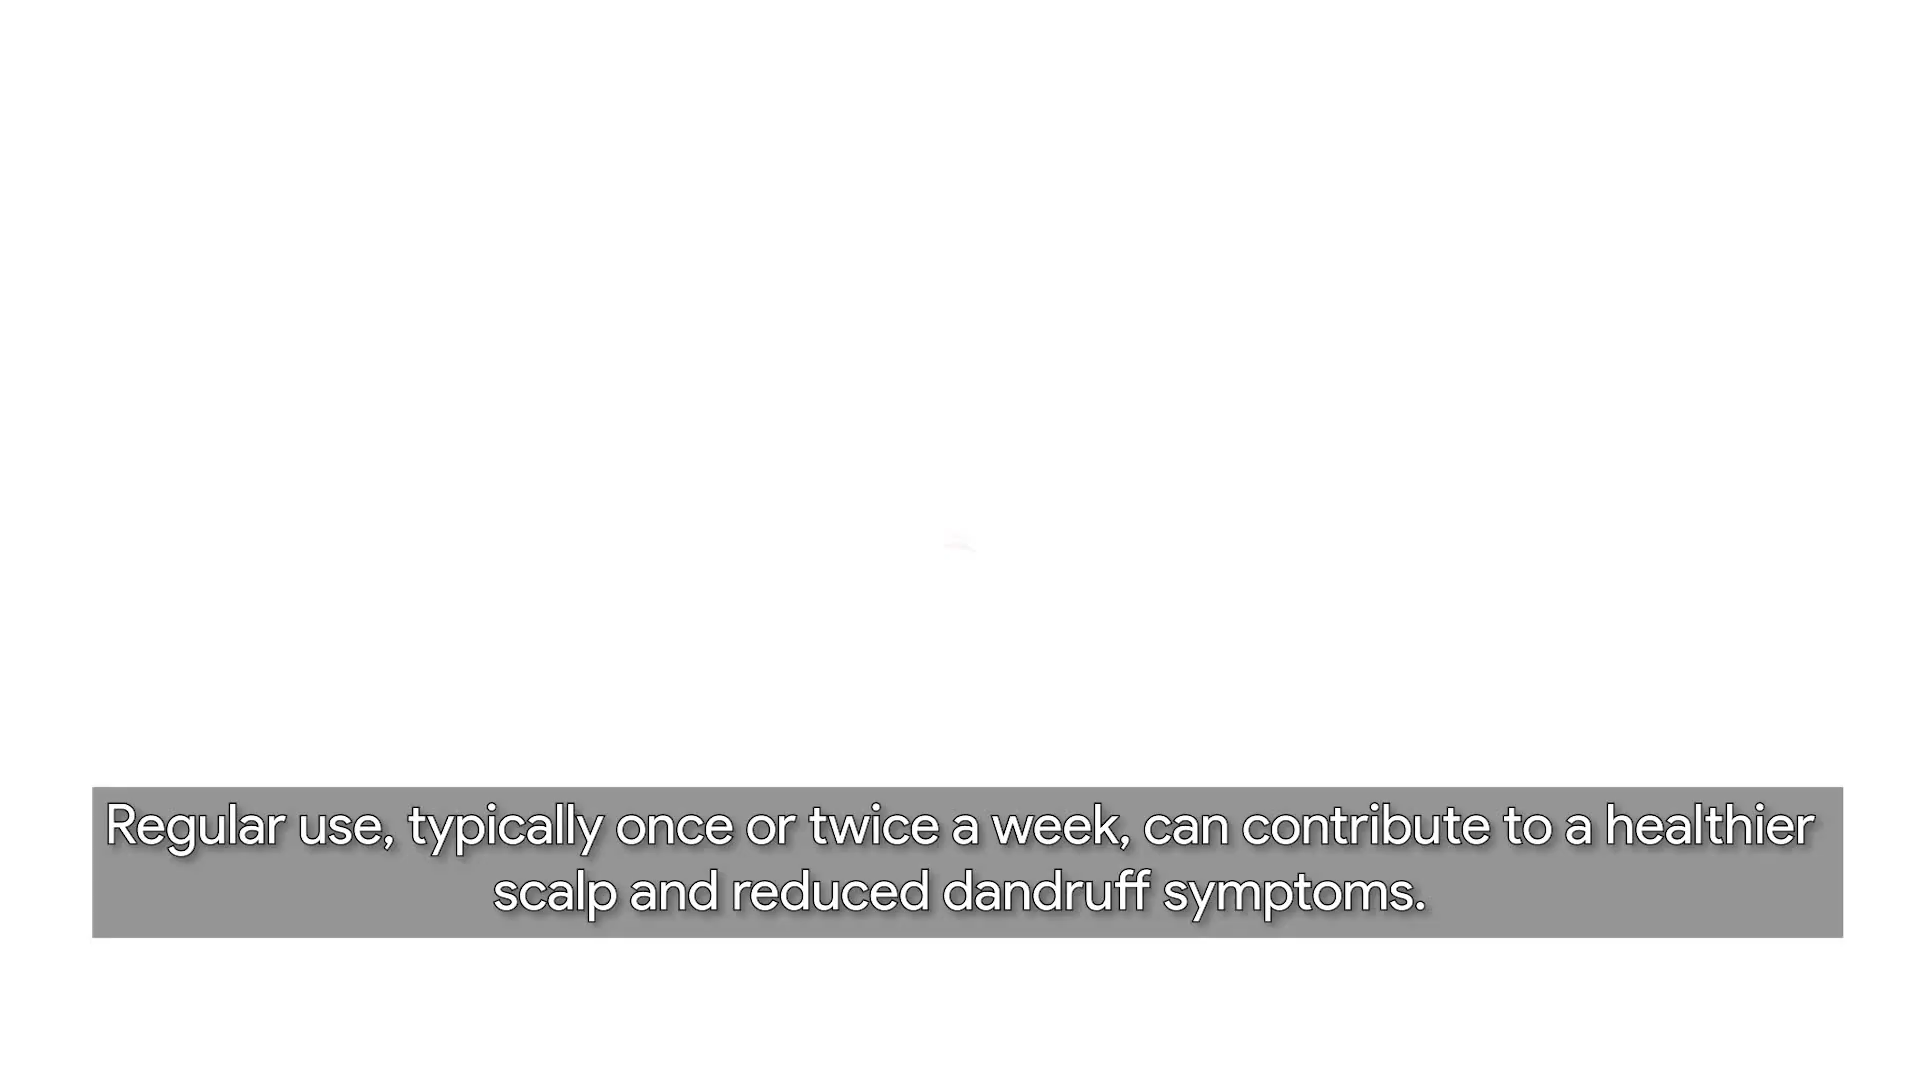 Regular use, typically once or twice a week, can contribute to a healthier
scalp and reduced dandruff symptoms.